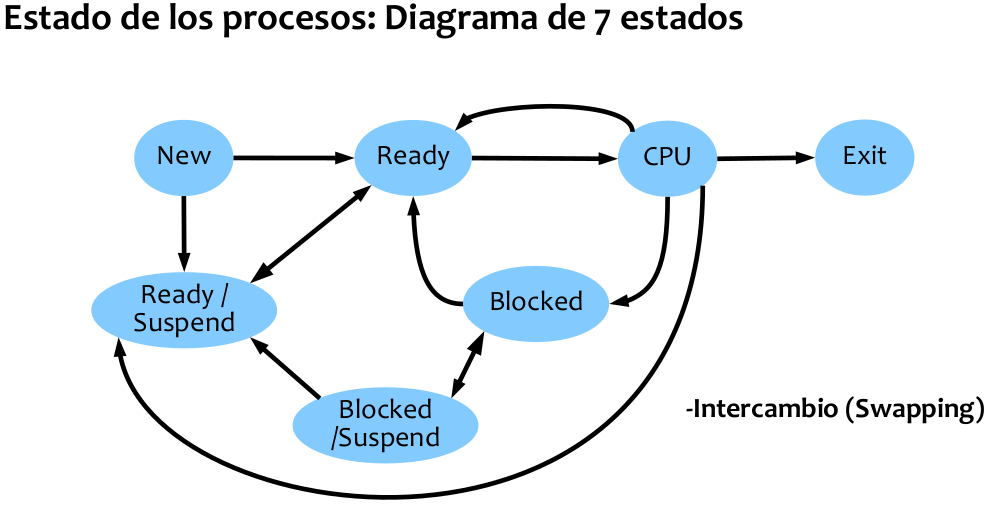 Estado de los procesos: Diagrama de 7 estados
New
Ready
CPU
Exit
Ready /
Suspend
Blocked
Blocked
/Suspend
-Intercambio (Swapping)